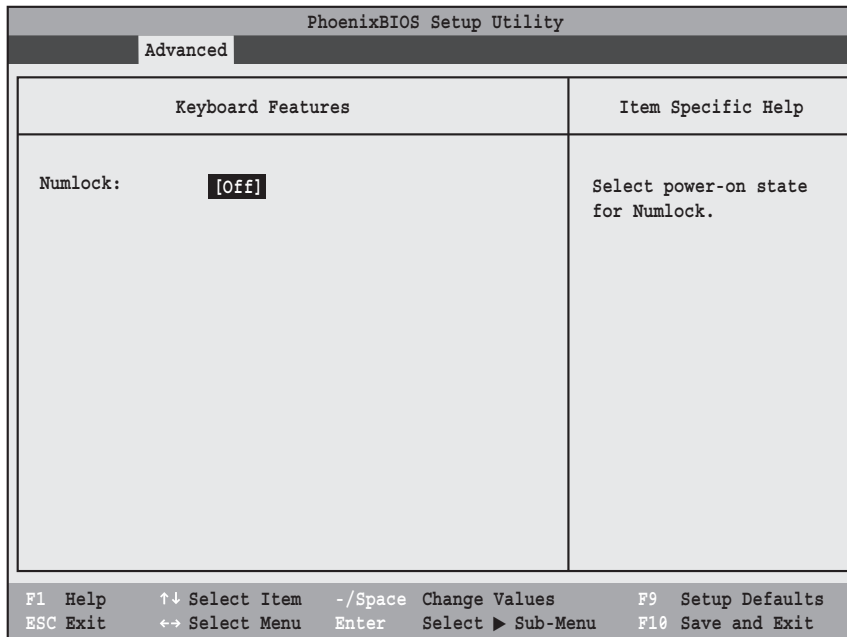 PhoenixBIOS Setup Utility
Advanced
Keyboard Features
Item Specific Help
Numlock: [Off]
Select power-on state
for Numlock.
F1 Help ↑↓ Select Item -/Space Change Values F9 Setup Defaults
ESC Exit ←→ Select Menu Enter Select ▶ Sub-Menu F10 Save and Exit